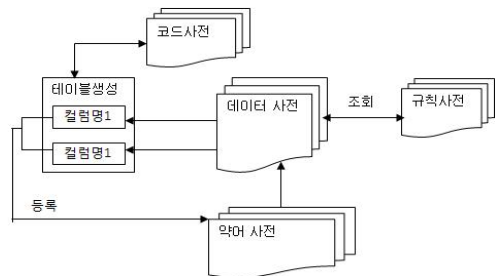 코드사전
테이블생성
컬럼명1
컬럼명1
데이터 사전
조회
규칙사전
등록
약어 사전